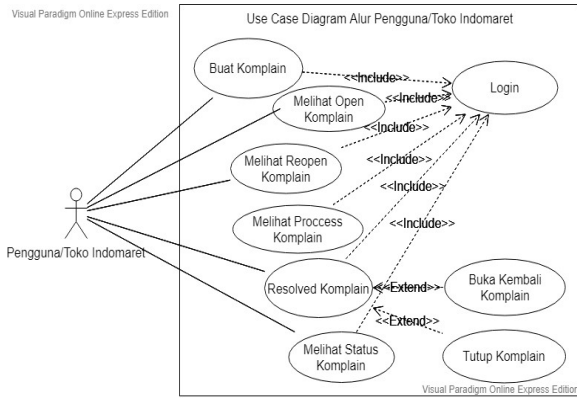 Visual Paradigm Online Express Edition
Use Case Diagram Alur Pengguna/Toko Indomaret
Buat Komplain
<<Include>>
Login
Melihat Open
Komplain
<<Include>>
<<Include>>
Melihat Reopen
Komplain
<<Include>>
<<Include>>
Melihat Proccess
Komplain
<<Include>>
Pengguna/Toko Indomaret
Resolved Komplain
<<Extend>>
Buka Kembali
Komplain
<<Extend>>
Melihat Status
Komplain
Tutup Komplain
Visual Paradigm Online Express Edition